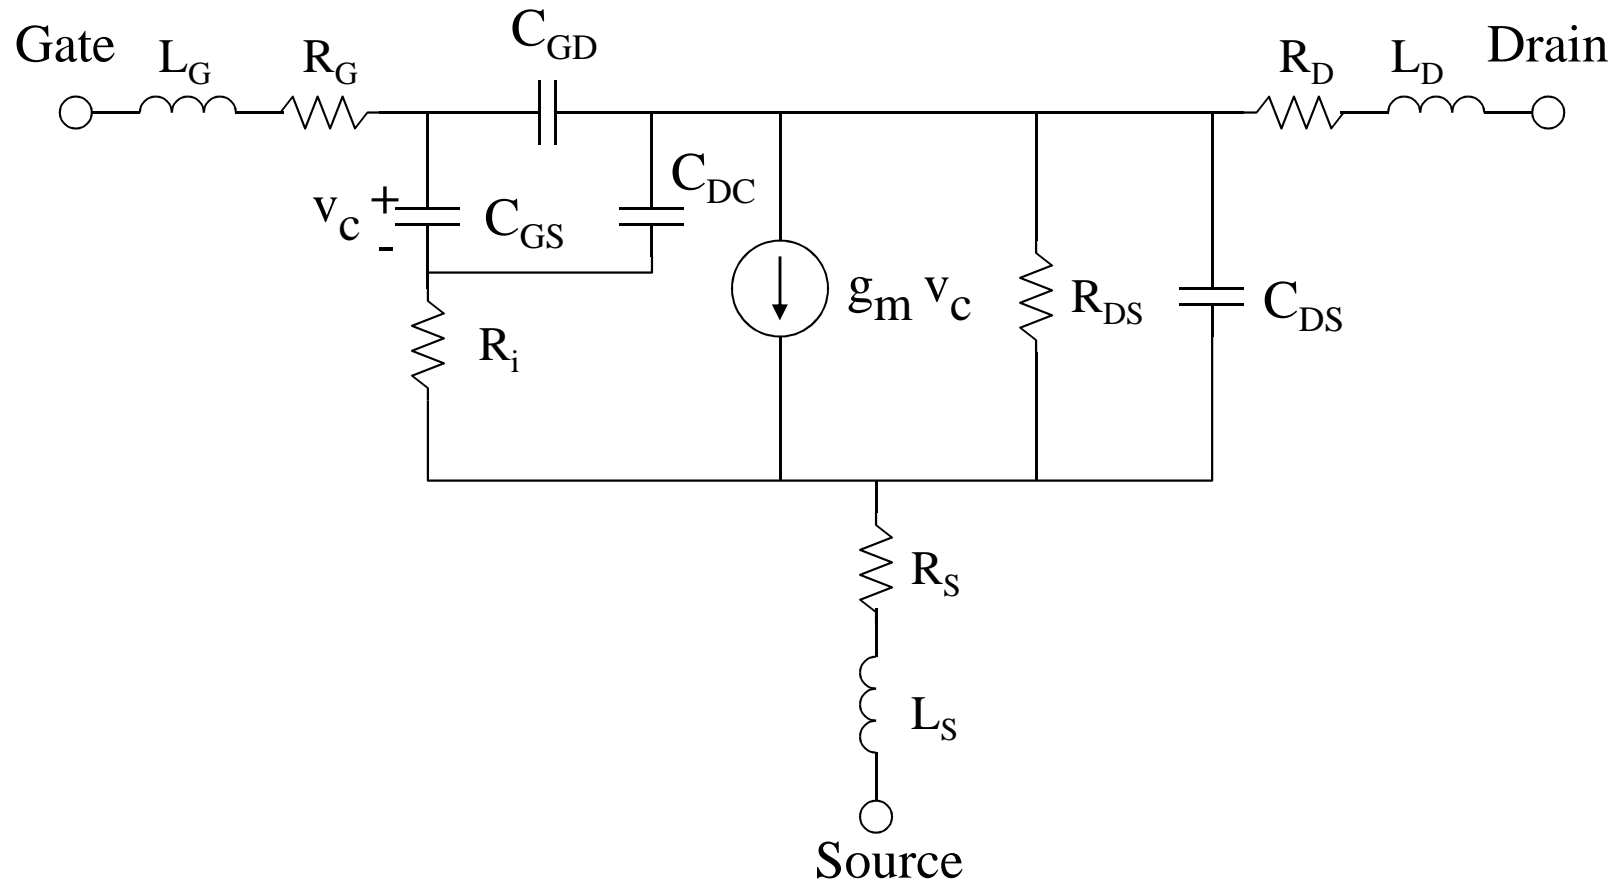 Gate
L_G
R_G
C_GD
R_D
L_D
Drain
v_c
+
-
C_GS
C_DC
g_m v_c
R_DS
C_DS
R_i
R_S
L_S
Source